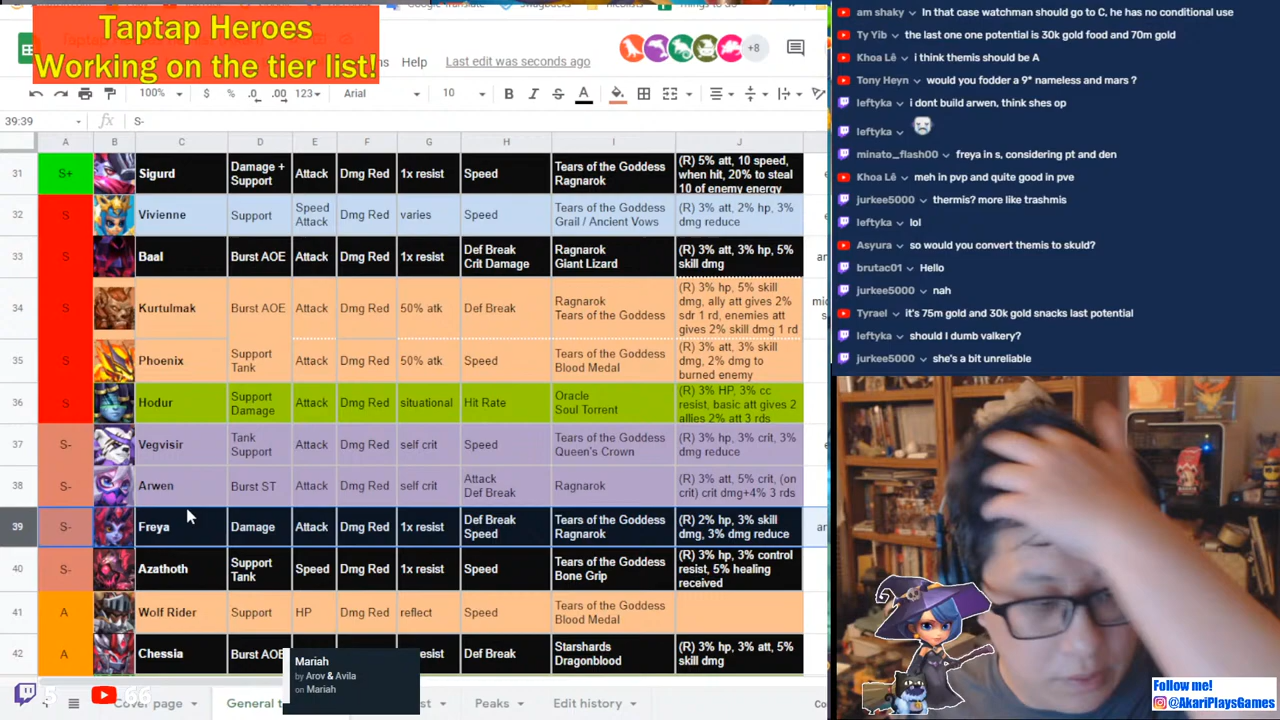 Taptap Heroes
Working on the tier list!
Help Last edit was seconds ago
+8
100% $ % .0 .00 123 Arial 10 B I S A
39:39 fx S-
A B C D E F G H I J
31 S+ Sigurd Damage + Support Attack Dmg Red 1x resist Speed Tears of the Goddess Ragnarok (R) 5% att, 10 speed, when hit, 20% to steal 10 of enemy energy
32 S Vivienne Support Speed Attack Dmg Red varies Speed Tears of the Goddess Grail / Ancient Vows (R) 3% att, 2% hp, 3% dmg reduce
33 S Baal Burst AOE Attack Dmg Red 1x resist Def Break Crit Damage Ragnarok Giant Lizard (R) 3% att, 3% hp, 5% skill dmg
34 S Kurtulmak Burst AOE Attack Dmg Red 50% atk Def Break Ragnarok Tears of the Goddess (R) 3% hp, 5% skill dmg, ally att gives 2% sdr 1 rd, enemies att gives 2% skill dmg 1 rd
35 S Phoenix Support Tank Attack Dmg Red 50% atk Speed Tears of the Goddess Blood Medal (R) 3% att, 3% skill dmg, 2% dmg to burned enemy
S Hodur Support Damage Attack Dmg Red situational Hit Rate Oracle Soul Torrent (R) 3% HP, 3% cc resist, basic att gives 2 allies 2% att 3 rds
37 S- Vegvisir Tank Support Attack Dmg Red self crit Speed Tears of the Goddess Queen's Crown (R) 3% hp, 3% crit, 3% dmg reduce
38 S- Arwen Burst ST Attack Dmg Red self crit Attack Def Break Ragnarok (R) 3% att, 5% crit, (on crit) crit dmg+4% 3 rds
39 S- Freya Damage Attack Dmg Red 1x resist Def Break Speed Tears of the Goddess Ragnarok (R) 2% hp, 3% skill dmg, 3% dmg reduce
40 S- Azathoth Support Tank Speed Dmg Red 1x resist Speed Tears of the Goddess Bone Grip (R) 3% hp, 3% control resist, 5% healing received
41 A Wolf Rider Support HP Dmg Red reflect Speed Tears of the Goddess Blood Medal
42 A Chessia Burst AOE Def Break Starshards Dragonblood (R) 3% hp, 3% att, 5% skill dmg
Mariah
by Arov & Avila
on Mariah
5 66
Cover page General Peaks Edit history
am shaky In that case watchman should go to C, he has no conditional use
Ty Yib the last one one potential is 30k gold food and 70m gold
Khoa Lê i think themis should be A
Tony Heyn would you fodder a 9* nameless and mars ?
leftyka i dont build arwen, think shes op
leftyka
minato_flash00 freya in s, considering pt and den
Khoa Lê meh in pvp and quite good in pve
jurkee5000 thermis? more like trashmis
leftyka lol
Asyura so would you convert themis to skuld?
brutac01 Hello
jurkee5000 nah
Tyrael it's 75m gold and 30k gold snacks last potential
leftyka should I dumb valkery?
jurkee5000 she's a bit unreliable
Follow me!
@AkariPlaysGames